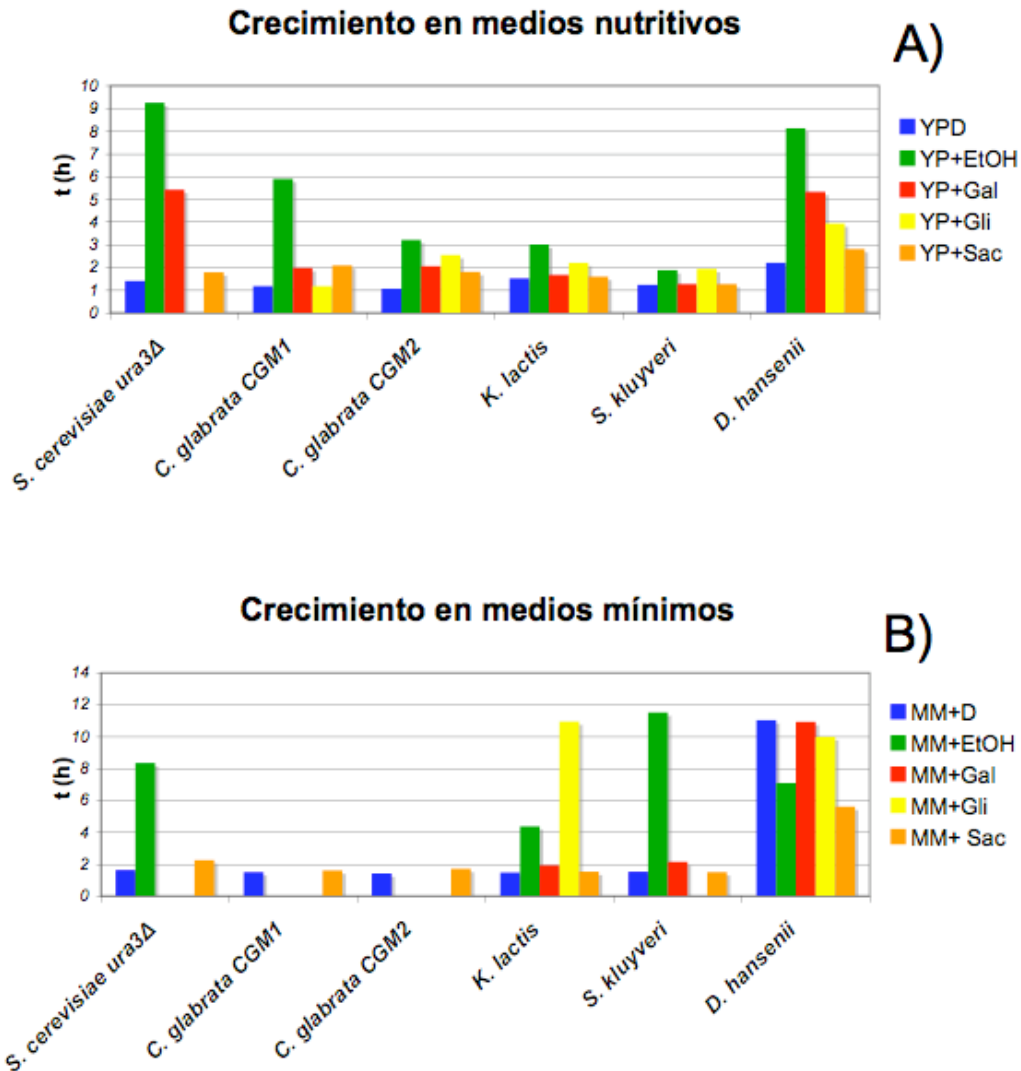 Crecimiento en medios nutritivos
A)
10
9
8
7
6
5
4
3
2
1
0
t (h)
YPD
YP+EtOH
YP+Gal
YP+Gli
YP+Sac
S. cerevisiae ura3Δ
C. glabrata CGM1
C. glabrata CGM2
K. lactis
S. kluyveri
D. hansenii
Crecimiento en medios mínimos
B)
14
12
10
8
6
4
2
0
t (h)
MM+D
MM+EtOH
MM+Gal
MM+Gli
MM+ Sac
S. cerevisiae ura3Δ
C. glabrata CGM1
C. glabrata CGM2
K. lactis
S. kluyveri
D. hansenii